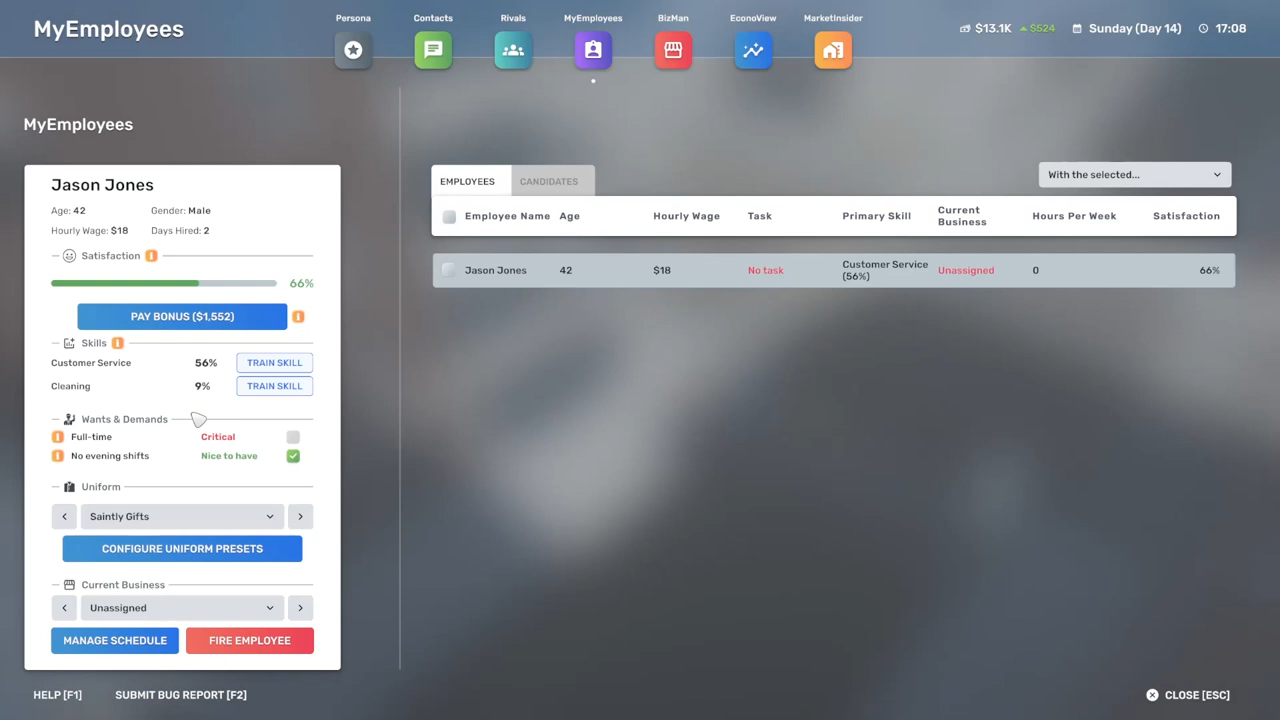 MyEmployees
Persona
Contacts
Rivals
MyEmployees
BizMan
EconoView
MarketInsider
$13.1K $524
Sunday (Day 14)
17:08
MyEmployees
Jason Jones
Age: 42 Gender: Male
Hourly Wage: $18 Days Hired: 2
Satisfaction
66%
PAY BONUS ($1,552)
Skills
Customer Service 56% TRAIN SKILL
Cleaning 9% TRAIN SKILL
Wants & Demands
Full-time Critical
No evening shifts Nice to have
Uniform
Saintly Gifts
CONFIGURE UNIFORM PRESETS
Current Business
Unassigned
MANAGE SCHEDULE FIRE EMPLOYEE
EMPLOYEES CANDIDATES
With the selected...
Employee Name Age Hourly Wage Task Primary Skill Current Business Hours Per Week Satisfaction
Jason Jones 42 $18 No task Customer Service (56%) Unassigned 0 66%
HELP [F1] SUBMIT BUG REPORT [F2]
CLOSE [ESC]